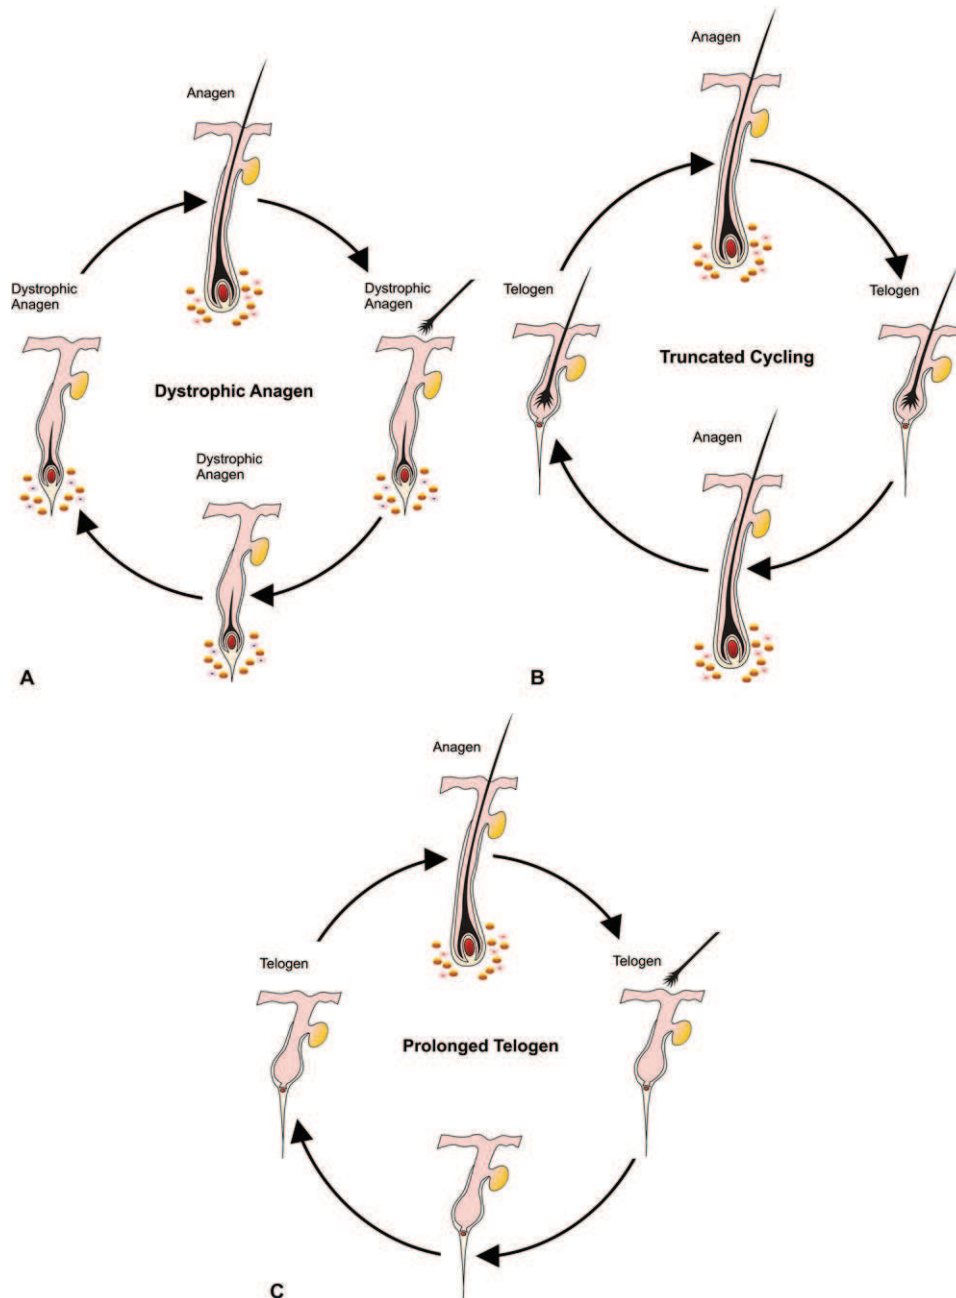 Anagen
Dystrophic
Anagen
Dystrophic
Anagen
Dystrophic Anagen
Dystrophic
Anagen
A
Anagen
Telogen
Telogen
Truncated Cycling
Anagen
B
Anagen
Telogen
Telogen
Prolonged Telogen
C